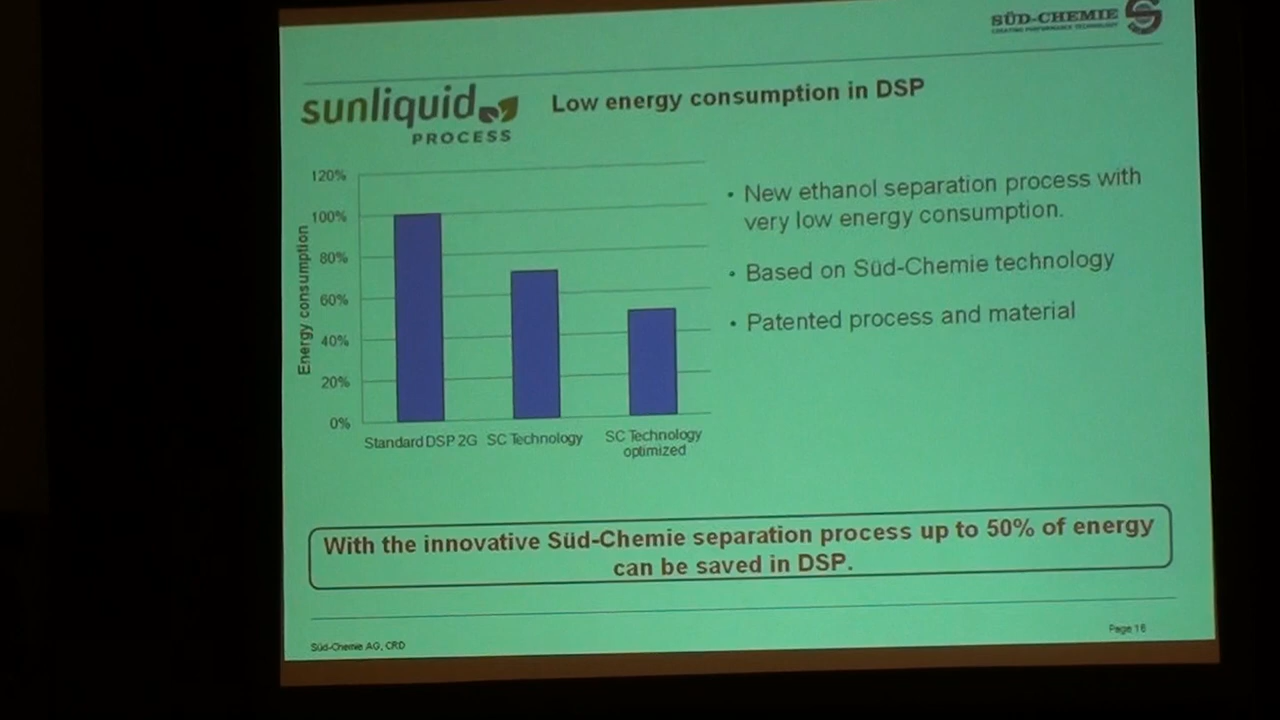 SÜD-CHEMIE
CREATING PERFORMANCE TECHNOLOGY
sunliquid
PROCESS
Low energy consumption in DSP
120%
100%
80%
60%
40%
20%
0%
Energy consumption
Standard DSP 2G
SC Technology
SC Technology
optimized
• New ethanol separation process with
very low energy consumption.
• Based on Süd-Chemie technology
• Patented process and material
With the innovative Süd-Chemie separation process up to 50% of energy
can be saved in DSP.
Süd-Chemie AG, CRD
Page 16